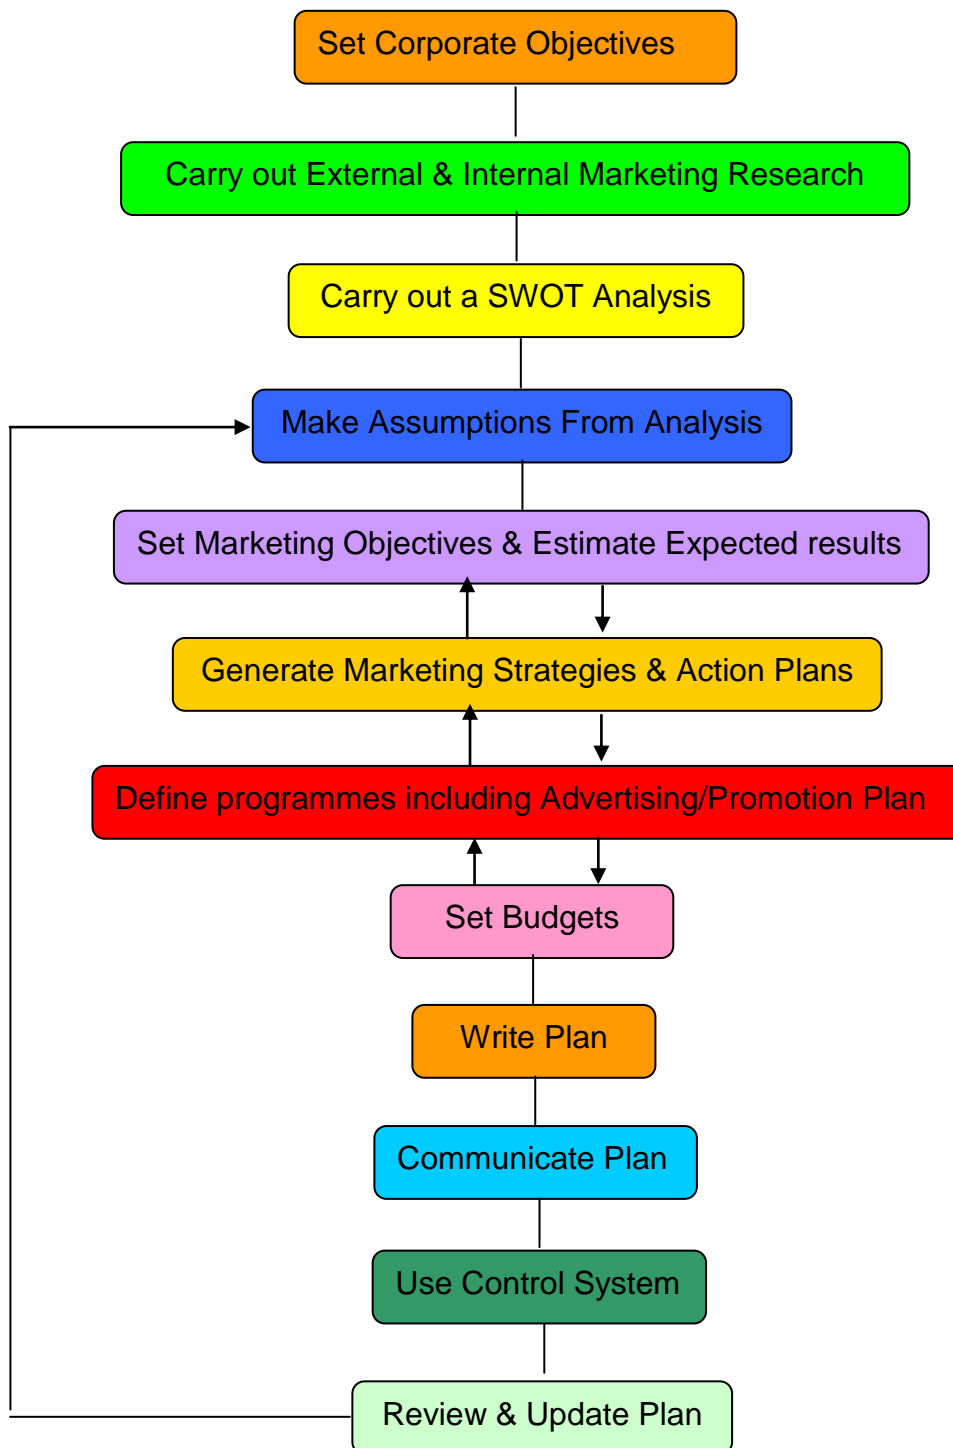 Set Corporate Objectives
Carry out External & Internal Marketing Research
Carry out a SWOT Analysis
Make Assumptions From Analysis
Set Marketing Objectives & Estimate Expected results
Generate Marketing Strategies & Action Plans
Define programmes including Advertising/Promotion Plan
Set Budgets
Write Plan
Communicate Plan
Use Control System
Review & Update Plan